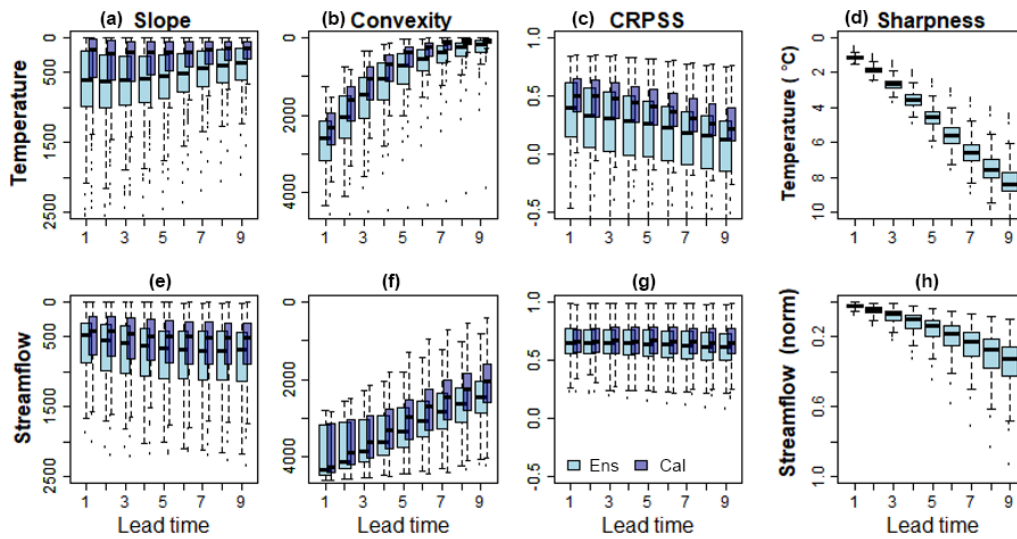 (a) Slope
(b) Convexity
(c) CRPSS
(d) Sharpness
Temperature
0
500
1500
2500
1 3 5 7 9
0
2000
4000
1 3 5 7 9
1.0
0.5
0.0
-0.5
1 3 5 7 9
Temperature ( °C)
0
2
4
6
8
10
1 3 5 7 9
(e)
(f)
(g)
(h)
Streamflow
0
500
1500
2500
1 3 5 7 9
Lead time
0
2000
4000
1 3 5 7 9
Lead time
1.0
0.5
0.0
-0.5
Ens Cal
1 3 5 7 9
Lead time
Streamflow (norm)
0.2
0.6
1.0
1 3 5 7 9
Lead time